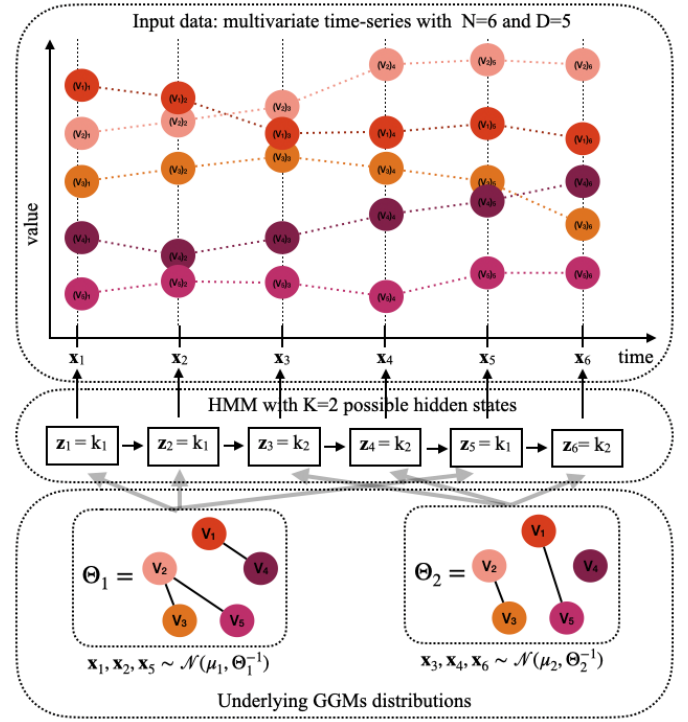 Input data: multivariate time-series with N=6 and D=5
value
(V₂)₄ (V₂)₅ (V₂)₆
(V₁)₁ (V₁)₂ (V₂)₃
(V₂)₁ (V₂)₂ (V₁)₃ (V₁)₄ (V₁)₅ (V₁)₆
(V₃)₁ (V₃)₂ (V₃)₃ (V₃)₄ (V₃)₅ (V₄)₆
(V₄)₁ (V₄)₂ (V₄)₃ (V₄)₄ (V₄)₅ (V₃)₆
(V₅)₁ (V₅)₂ (V₅)₃ (V₅)₄ (V₅)₅ (V₅)₆
x₁ x₂ x₃ x₄ x₅ x₆ time
HMM with K=2 possible hidden states
z₁ = k₁ z₂ = k₁ z₃ = k₂ z₄ = k₂ z₅ = k₁ z₆= k₂
Θ₁ =
V₁
V₂ V₄
V₃ V₅
x₁, x₂, x₅ ~ 𝒩(μ₁, Θ₁⁻¹)
Θ₂ =
V₁
V₂ V₄
V₃ V₅
x₃, x₄, x₆ ~ 𝒩(μ₂, Θ₂⁻¹)
Underlying GGMs distributions